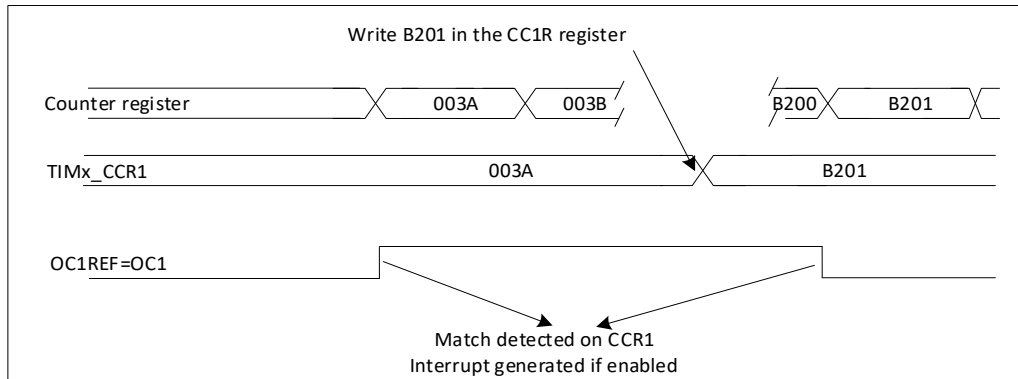 Write B201 in the CC1R register
Counter register 003A 003B B200 B201
TIMx_CCR1 003A B201
OC1REF=OC1
Match detected on CCR1
Interrupt generated if enabled